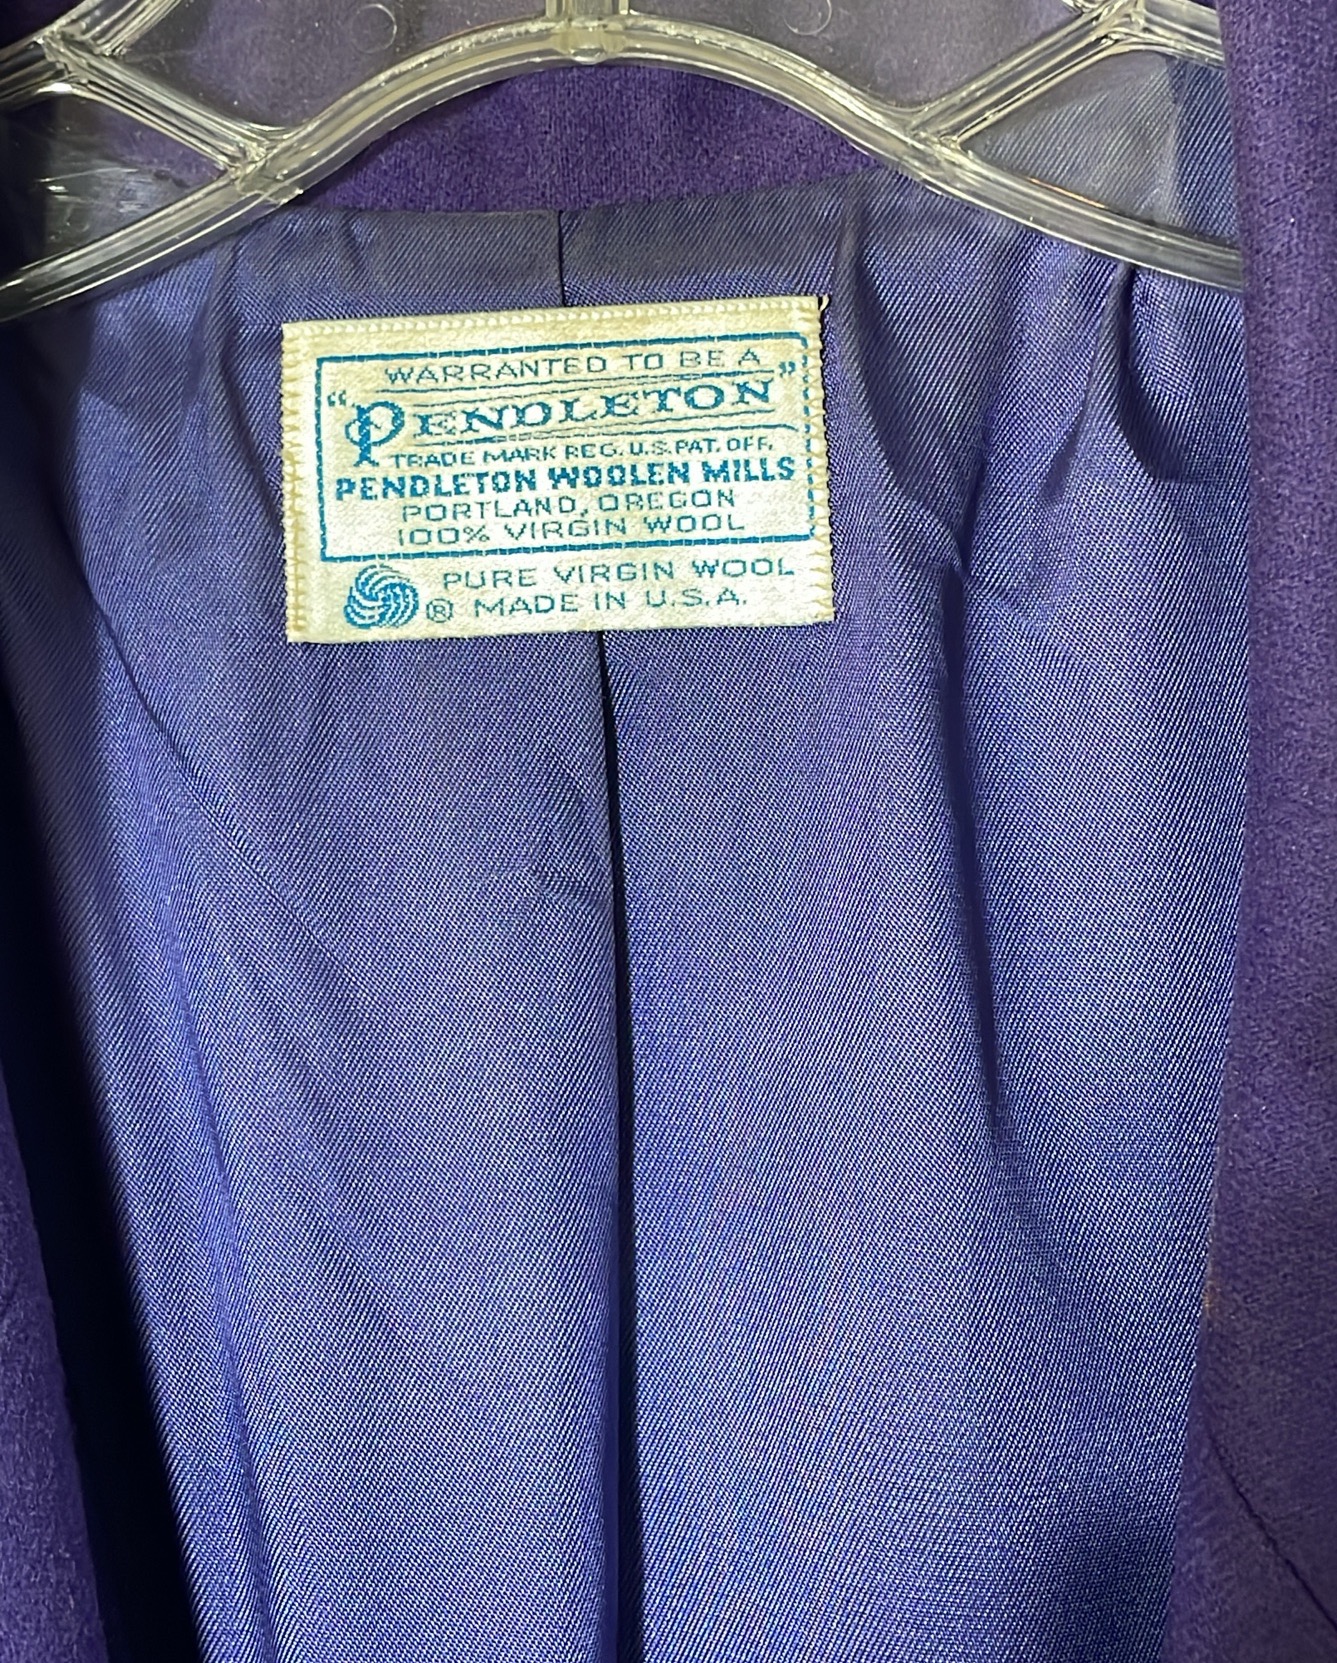 WARRANTED TO BE A
"PENDLETON"
TRADE MARK REG. U.S. PAT. OFF.
PENDLETON WOOLEN MILLS
PORTLAND, OREGON
100% VIRGIN WOOL
PURE VIRGIN WOOL
® MADE IN U.S.A.